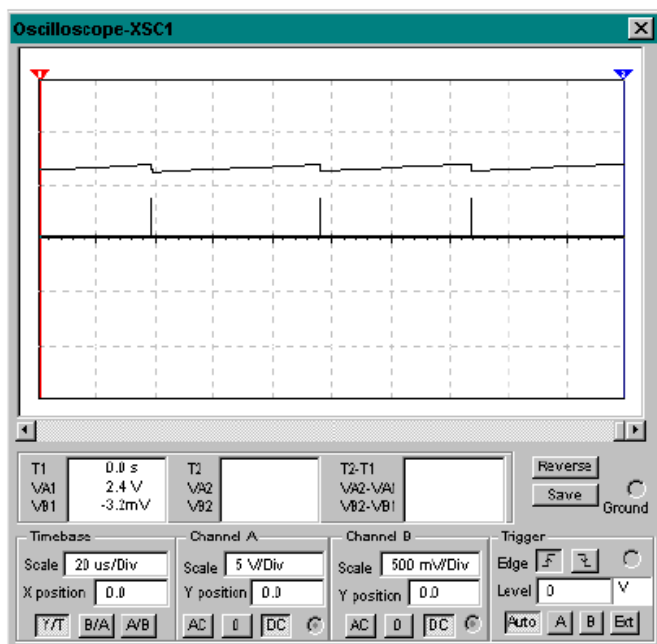 Oscilloscope-XSC1
1 2
T1 0.0 s T2 T2-T1 Reverse
VA1 2.4 V VA2 VA2-VA1 Save
VB1 -3.2mV VB2 VB2-VB1 Ground
Timebase Channel A Channel B Trigger
Scale 20 us/Div Scale 5 V/Div Scale 500 mV/Div Edge
X position 0.0 Y position 0.0 Y position 0.0 Level 0 V
Y/T B/A A/B AC 0 DC AC 0 DC Auto A B Ext